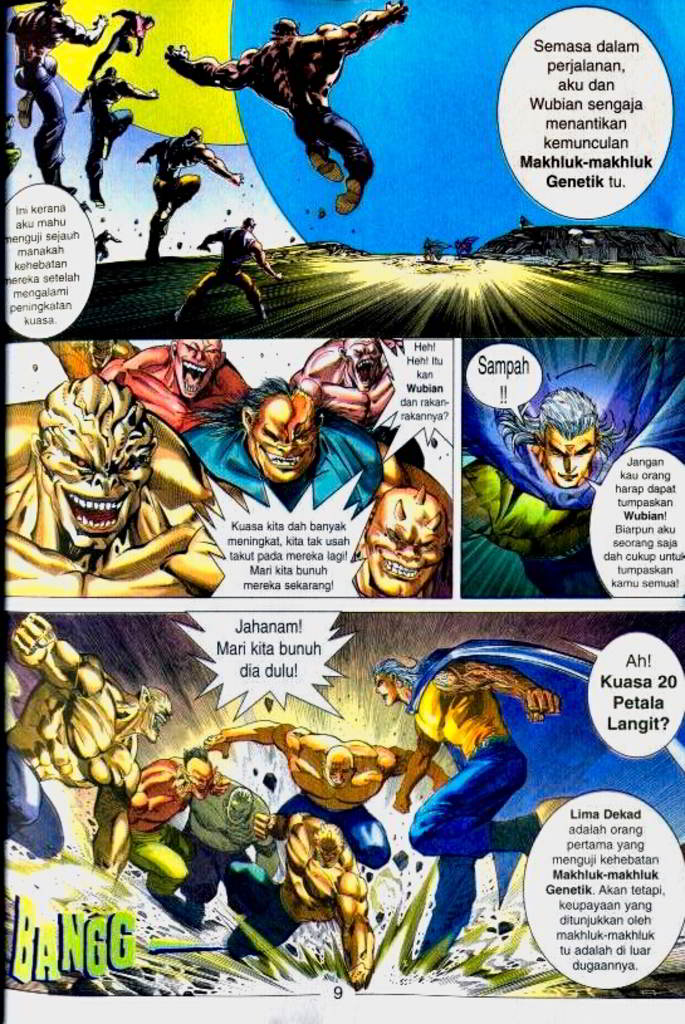 Semasa dalam
perjalanan,
aku dan
Wubian sengaja
menantikan
kemunculan
Makhluk-makhluk
Genetik tu.
Ini kerana
aku mahu
menguji sejauh
manakah
kehebatan
mereka setelah
mengalami
peningkatan
kuasa.
Heh!
Heh! Itu
kan
Wubian
dan rakan-
rakannya?
Kuasa kita dah banyak
meningkat, kita tak usah
takut pada mereka lagi!
Mari kita bunuh
mereka sekarang!
Sampah
!!
Jangan
kau orang
harap dapat
tumpaskan
Wubian!
Biarpun aku
seorang saja
dah cukup untuk
tumpaskan
kamu semua!
Jahanam!
Mari kita bunuh
dia dulu!
Ah!
Kuasa 20
Petala
Langit?
Lima Dekad
adalah orang
pertama yang
menguji kehebatan
Makhluk-makhluk
Genetik. Akan tetapi,
keupayaan yang
ditunjukkan oleh
makhluk-makhluk
tu adalah di luar
dugaannya.
BANGG
9